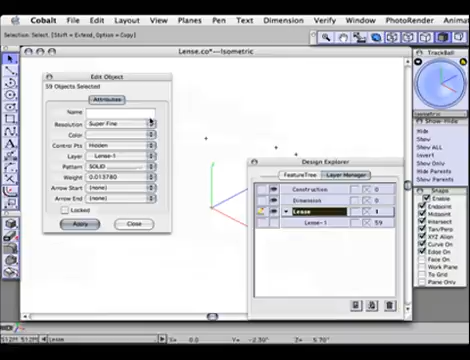 Cobalt File Edit Layout View Planes Pen Text Dimension Verify Window PhotoRender Anima
Selection: Select. [Shift = Extend, Option = Copy]
Lense.co*---Isometric
TrackBall
Edit Object
59 Objects Selected
Attributes
Name
Resolution Super Fine
Color
Control Pts Hidden
Layer Lense-1
Pattern SOLID
Weight 0.013780
Arrow Start (none)
Arrow End (none)
Locked
Apply Close
Isometric
Show-Hide
Hide
Show
Show ALL
Invert
Hide Parents
Show Parents
Snaps
Enable
Endpoint
Midpoint
Intersect
Tan/Perp
XYZ Align
Curve On
Edge On
Face On
Work Plane
To Grid
Plane Only
Design Explorer
FeatureTree Layer Manager
Construction 0
Dimension 0
Lense 1
Lense-1 59
Lense